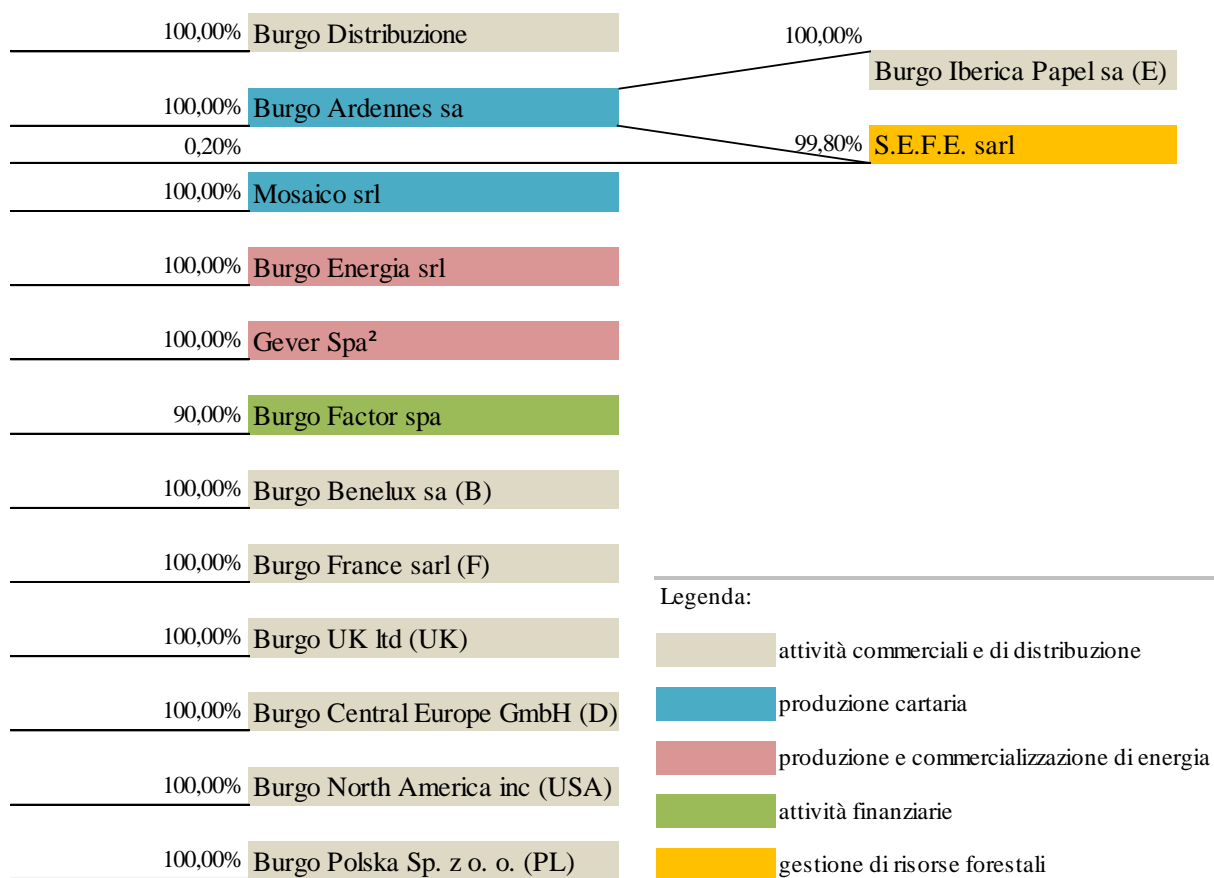 100,00% Burgo Distribuzione
100,00%
Burgo Iberica Papel sa (E)
100,00% Burgo Ardennes sa
0,20%
99,80% S.E.F.E. sarl
100,00% Mosaico srl
100,00% Burgo Energia srl
100,00% Gever Spa²
90,00% Burgo Factor spa
100,00% Burgo Benelux sa (B)
100,00% Burgo France sarl (F)
100,00% Burgo UK ltd (UK)
100,00% Burgo Central Europe GmbH (D)
100,00% Burgo North America inc (USA)
100,00% Burgo Polska Sp. z o. o. (PL)
Legenda:
attività commerciali e di distribuzione
produzione cartaria
produzione e commercializzazione di energia
attività finanziarie
gestione di risorse forestali